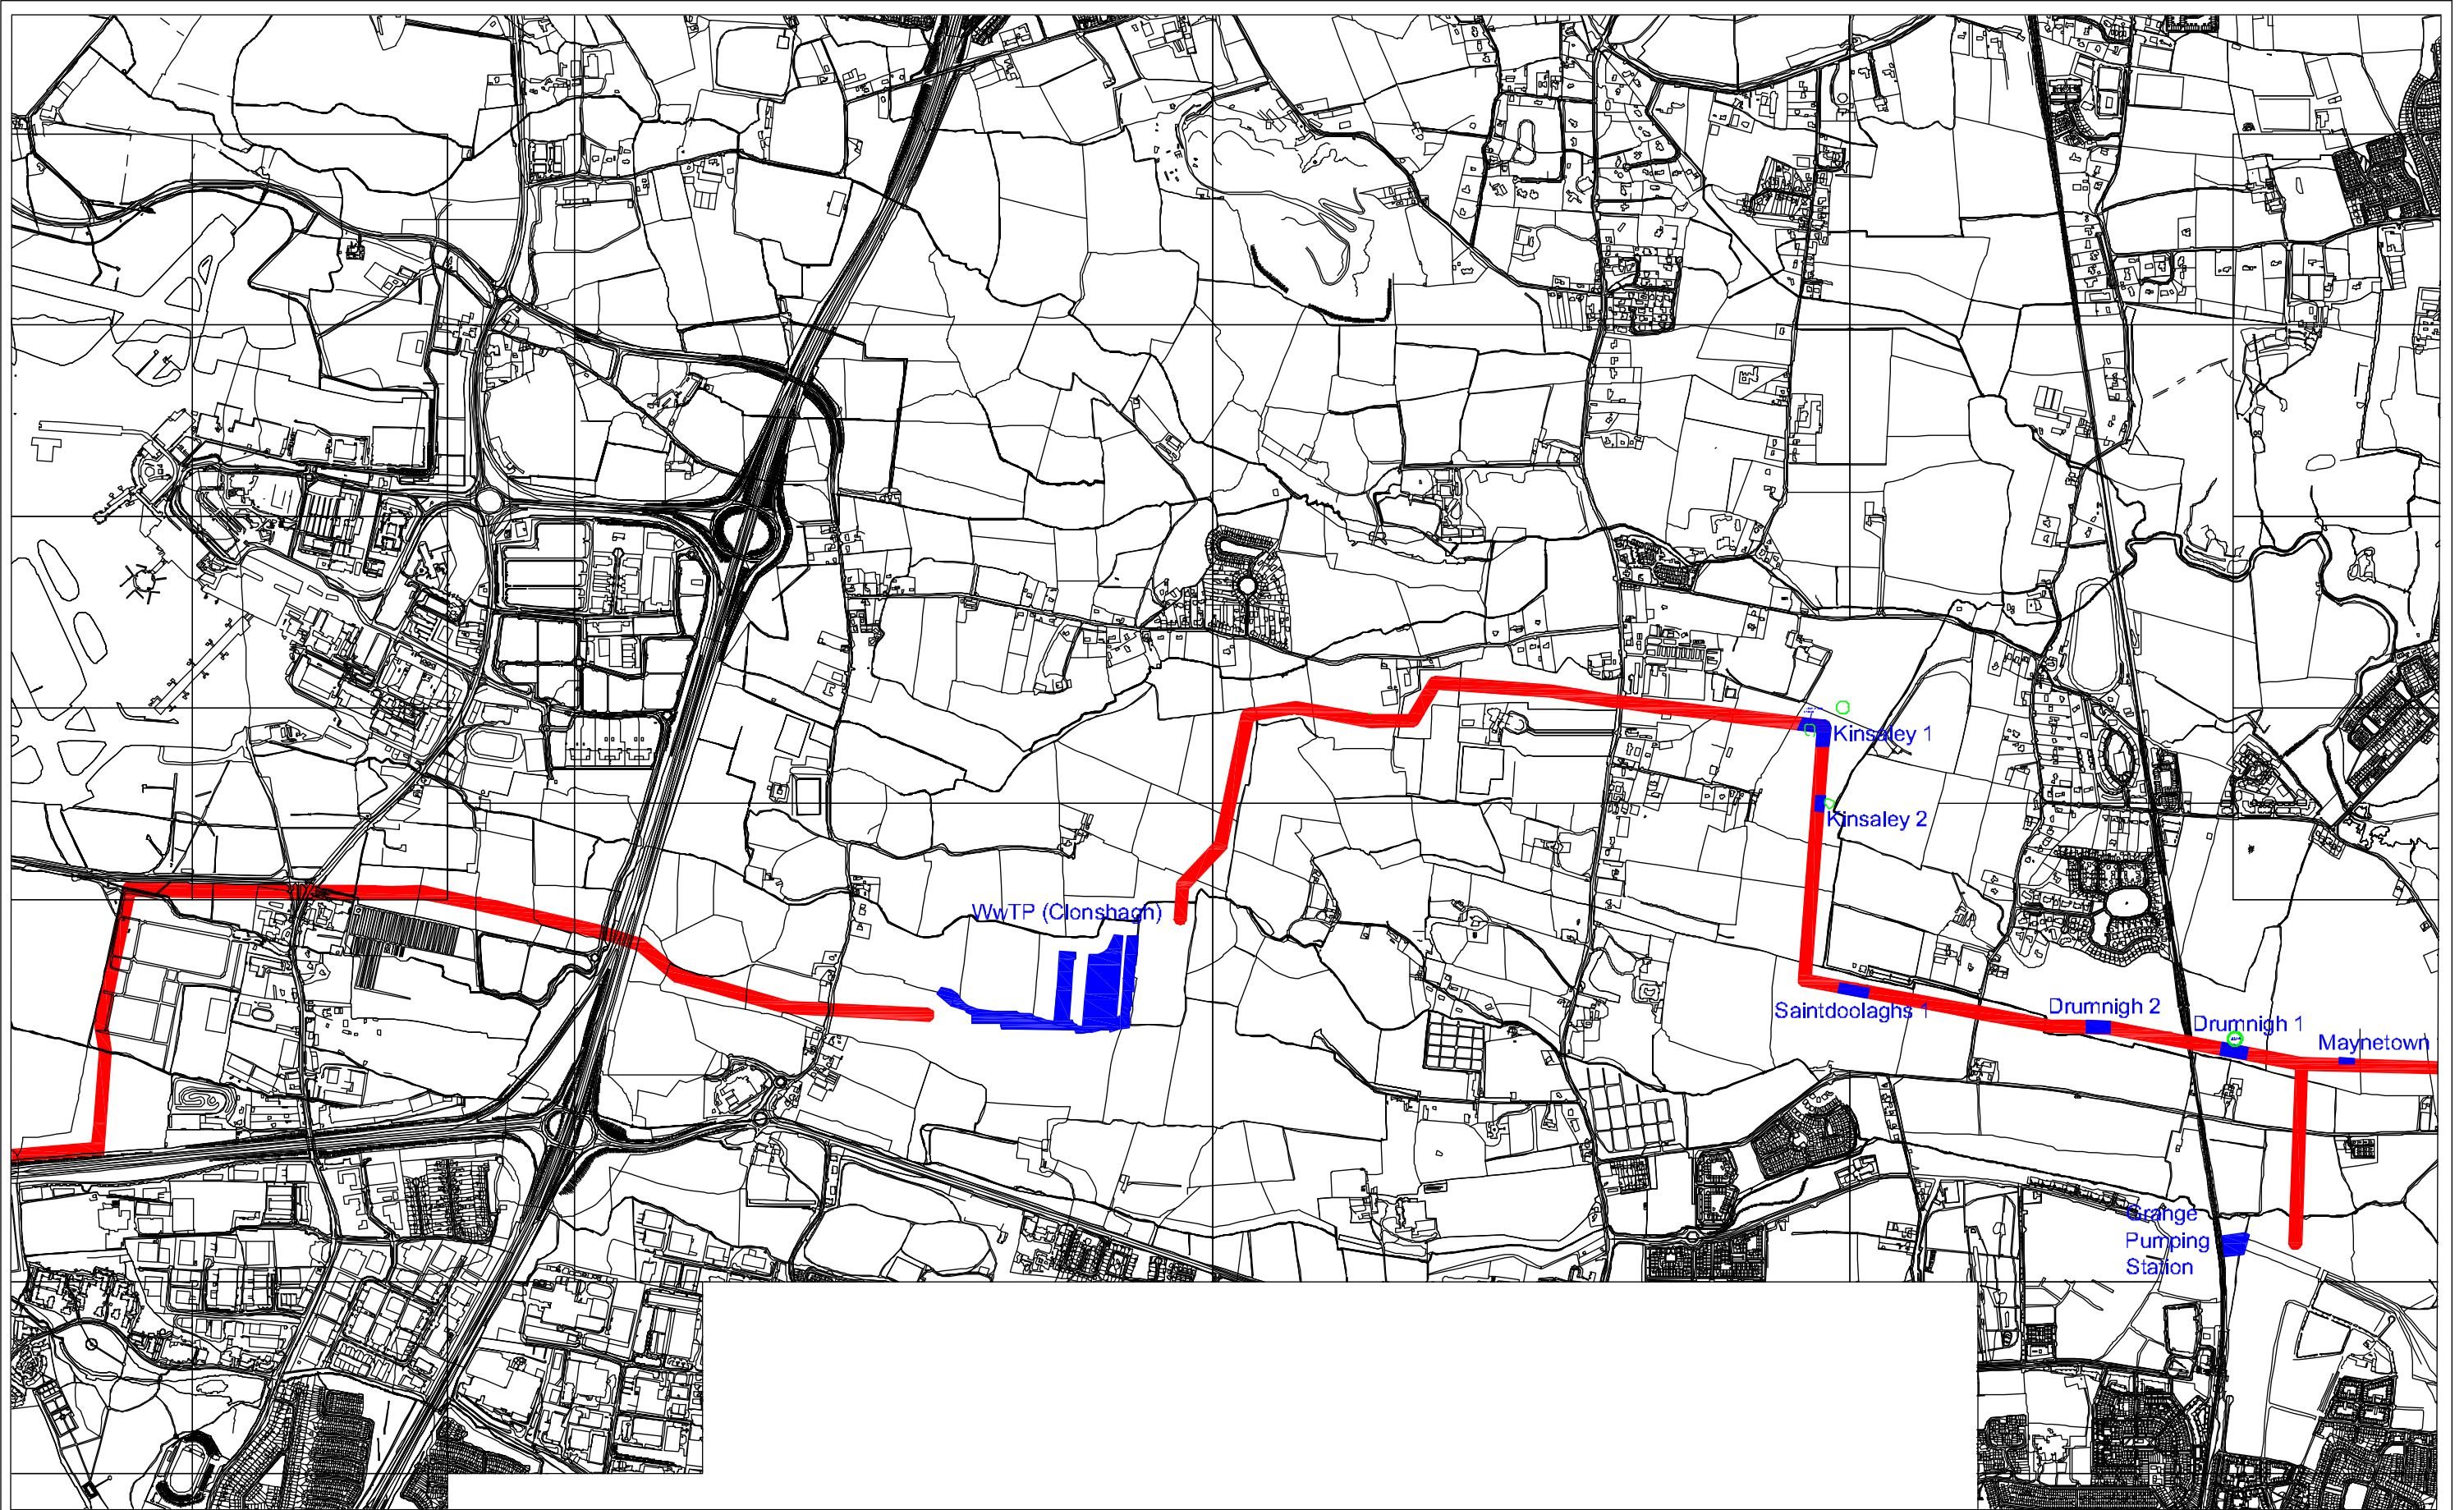 Kinsaley 1
Kinsaley 2
WwTP (Clonshagh)
Saintdoolaghs 1
Drumnigh 2
Drumnigh 1
Maynetown
Grange
Pumping
Station